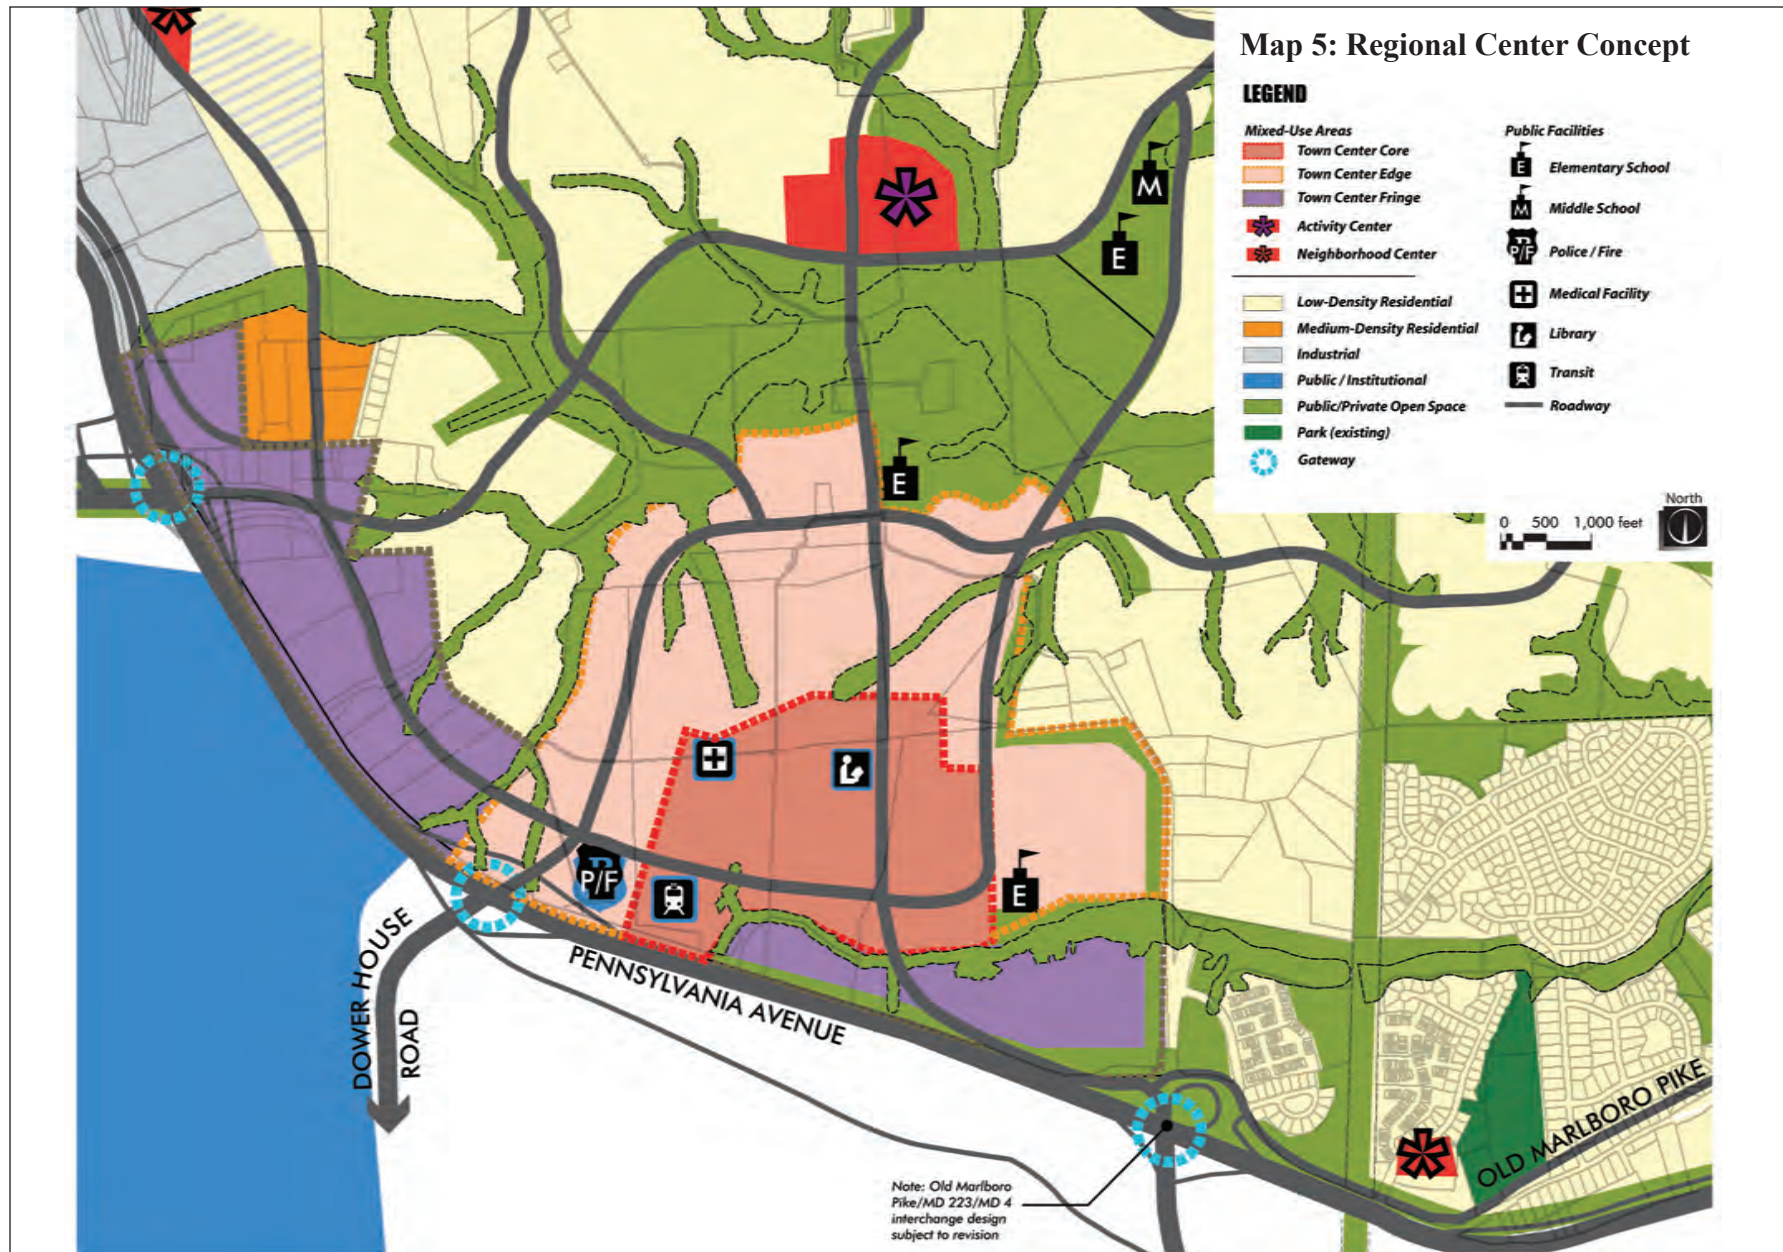 Map 5: Regional Center Concept
LEGEND
Mixed-Use Areas
Town Center Core
Town Center Edge
Town Center Fringe
Activity Center
Neighborhood Center
Low-Density Residential
Medium-Density Residential
Industrial
Public / Institutional
Public/Private Open Space
Park (existing)
Gateway
Public Facilities
E
Elementary School
M
Middle School
P/F
Police / Fire
Medical Facility
Library
Transit
Roadway
North
0 500 1,000 feet
M
E
E
P/F
E
DOWER HOUSE
ROAD
PENNSYLVANIA AVENUE
OLD MARLBORO PIKE
Note: Old Marlboro
Pike/MD 223/MD 4
interchange design
subject to revision